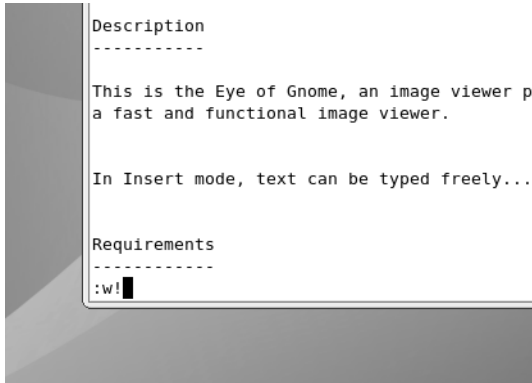 Description
-----------
This is the Eye of Gnome, an image viewer
a fast and functional image viewer.
In Insert mode, text can be typed freely...
Requirements
------------
:w!